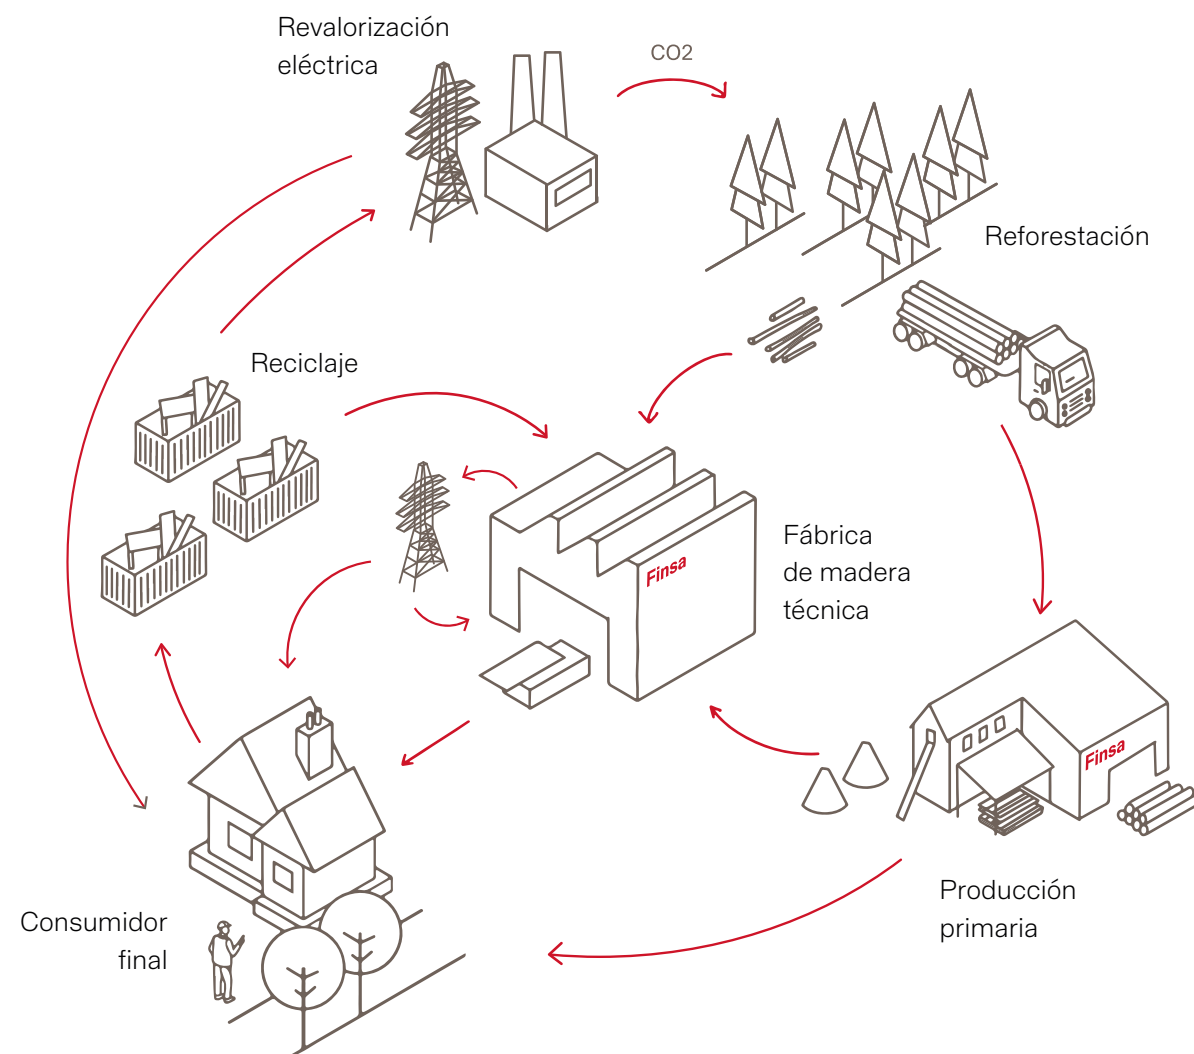 Revalorización
eléctrica
CO2
Reforestación
Reciclaje
Fábrica
de madera
técnica
Finsa
Finsa
Producción
primaria
Consumidor
final